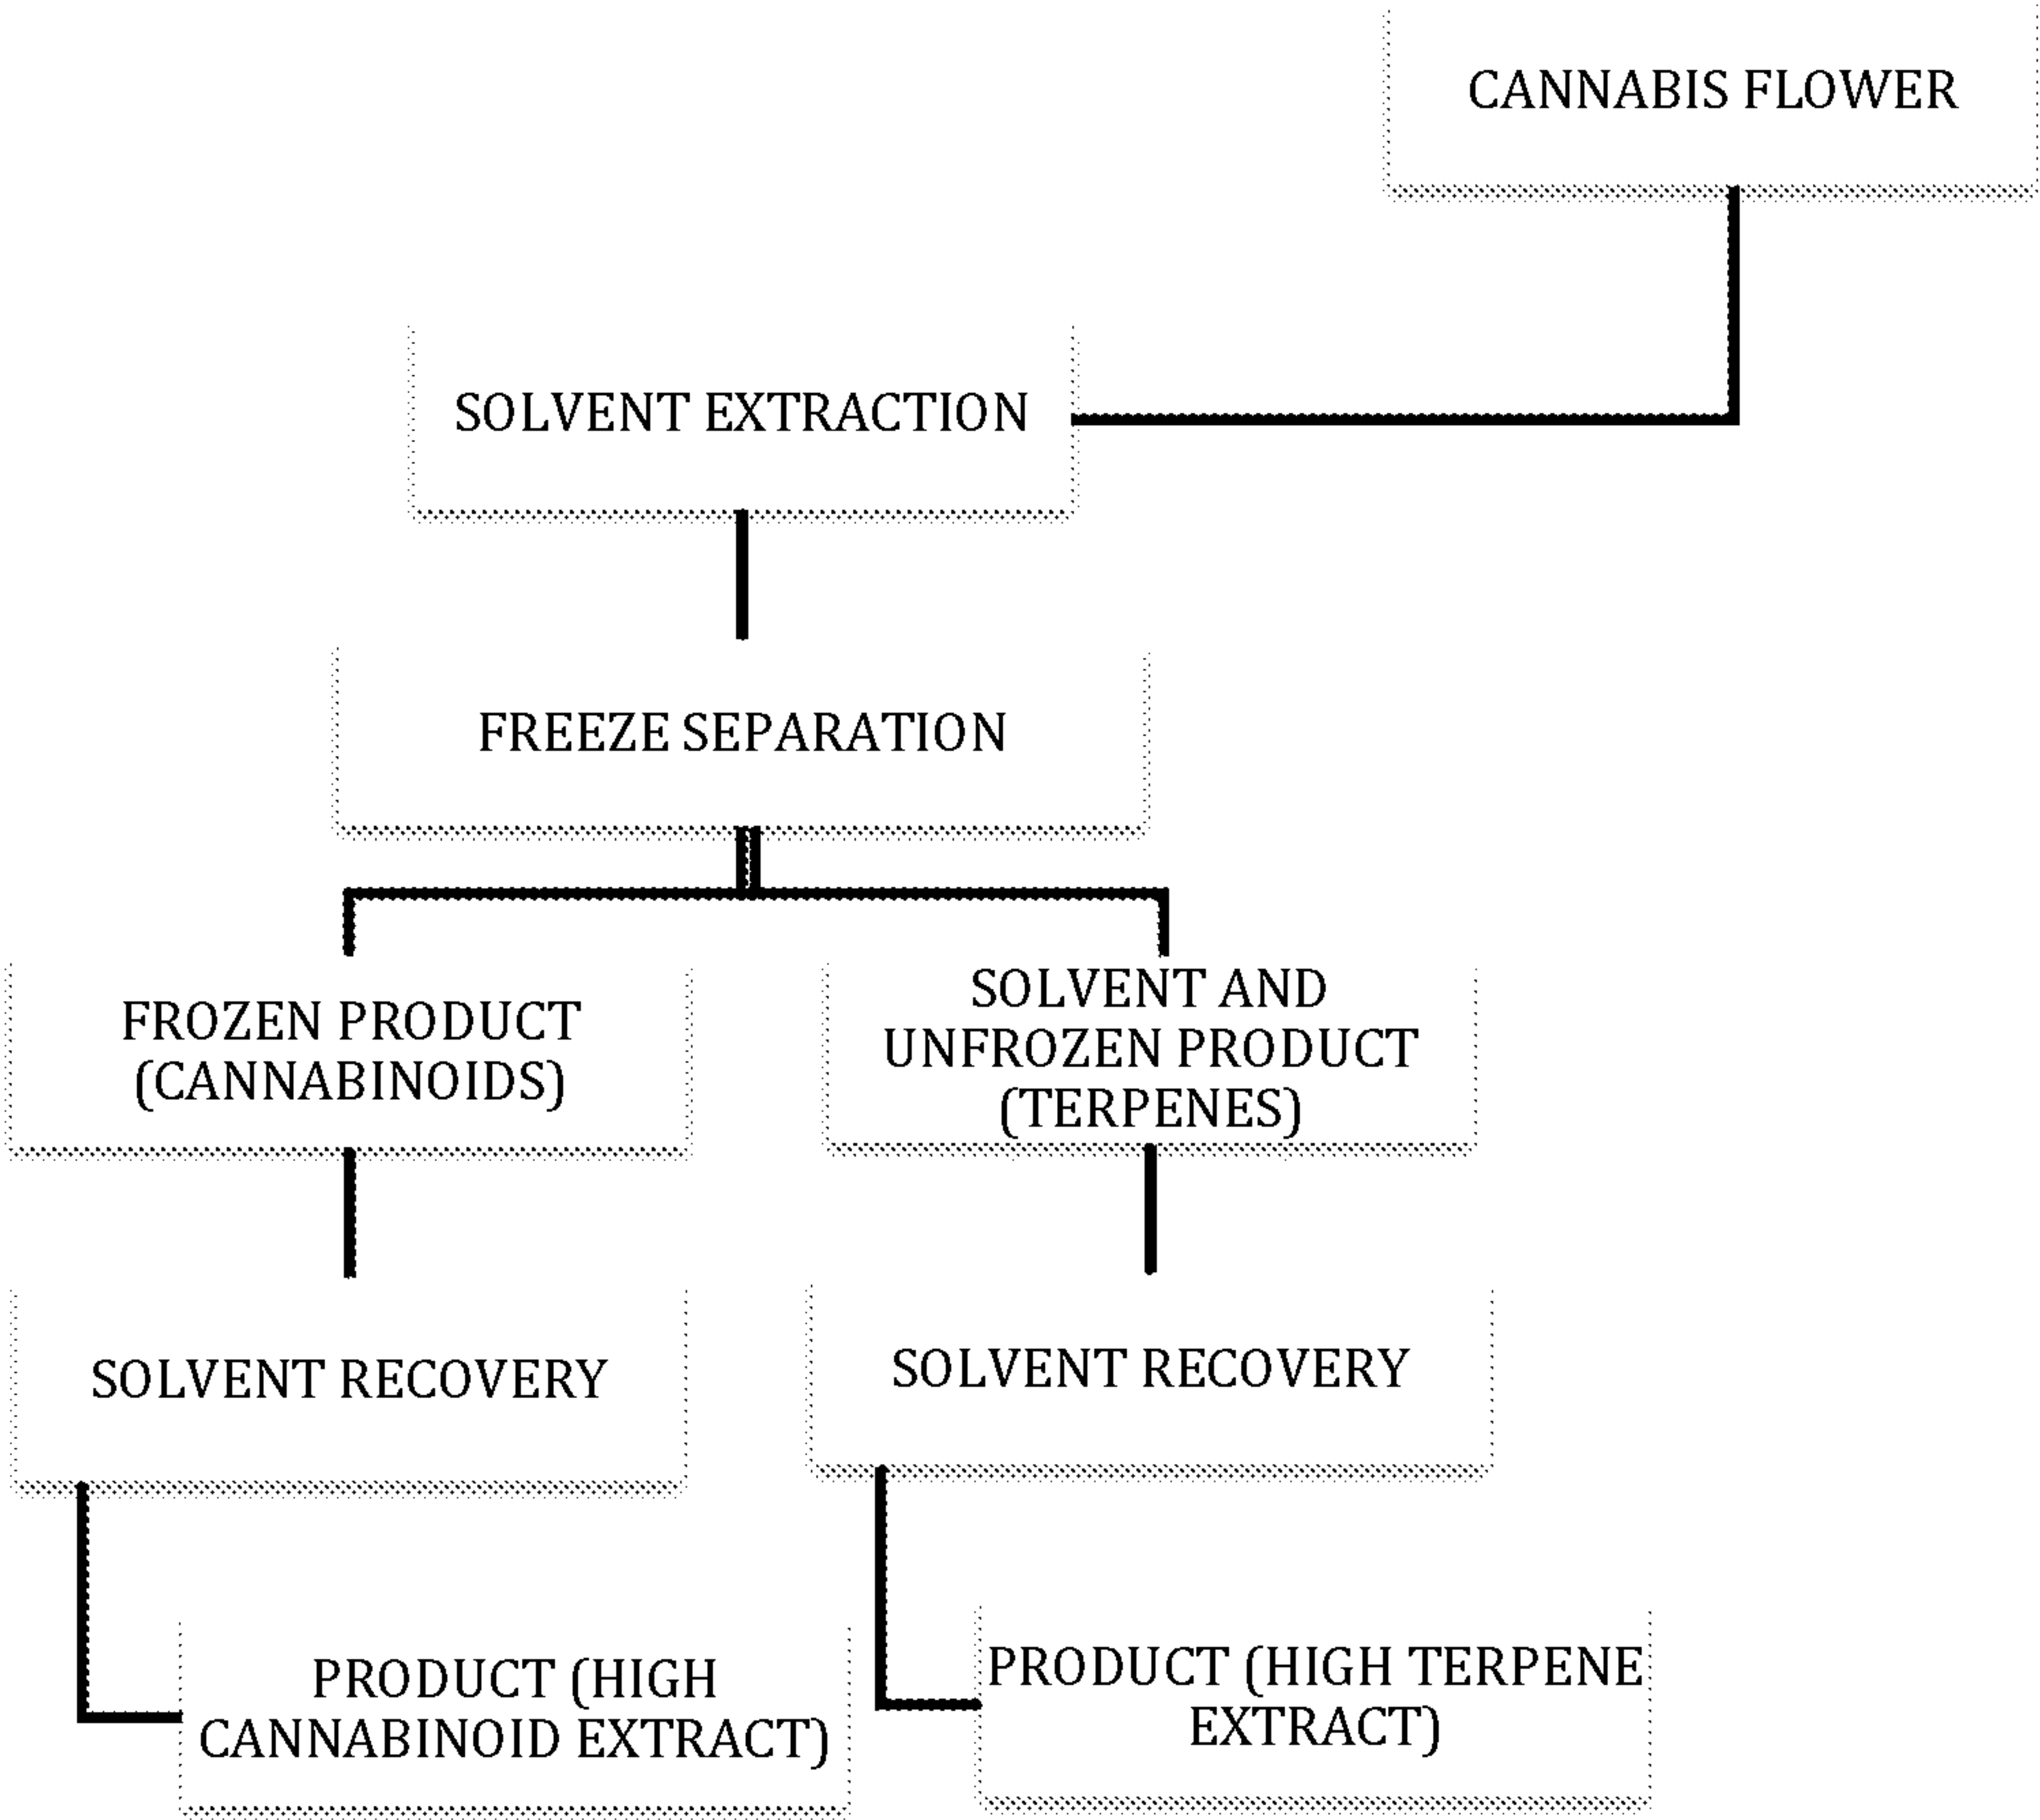 CANNABIS FLOWER
SOLVENT EXTRACTION
FREEZE SEPARATION
FROZEN PRODUCT
(CANNABINOIDS)
SOLVENT AND
UNFROZEN PRODUCT
(TERPENES)
SOLVENT RECOVERY
SOLVENT RECOVERY
PRODUCT (HIGH
CANNABINOID EXTRACT)
PRODUCT (HIGH TERPENE
EXTRACT)